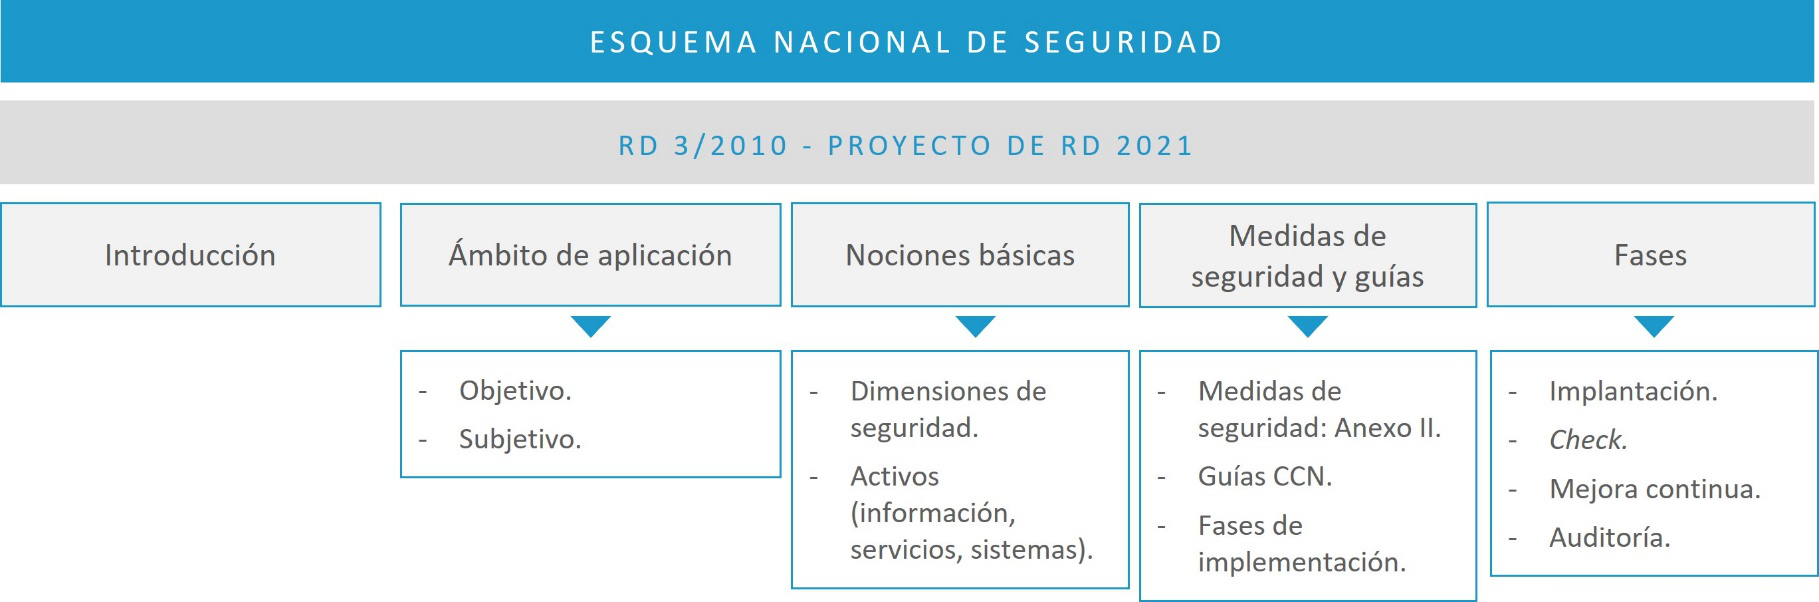 ESQUEMA NACIONAL DE SEGURIDAD
RD 3/2010 - PROYECTO DE RD 2021
Introducción
Ámbito de aplicación
- Objetivo.
- Subjetivo.
Nociones básicas
- Dimensiones de
seguridad.
- Activos
(información,
servicios, sistemas).
Medidas de
seguridad y guías
- Medidas de
seguridad: Anexo II.
- Guías CCN.
- Fases de
implementación.
Fases
- Implantación.
- Check.
- Mejora continua.
- Auditoría.